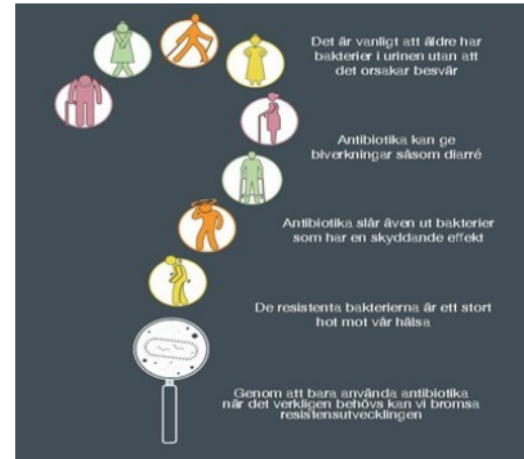 Det är vanligt att äldre har
bakterier i urinen utan att
det orsakar besvär
Antibiotika kan ge
biverkningar såsom diarré
Antibiotika slår även ut bakterier
som har en skyddande effekt
De resistenta bakterierna är ett stort
hot mot vår hälsa
Genom att bara använda antibiotika
när det verkligen behövs kan vi bromsa
resistensutvecklingen